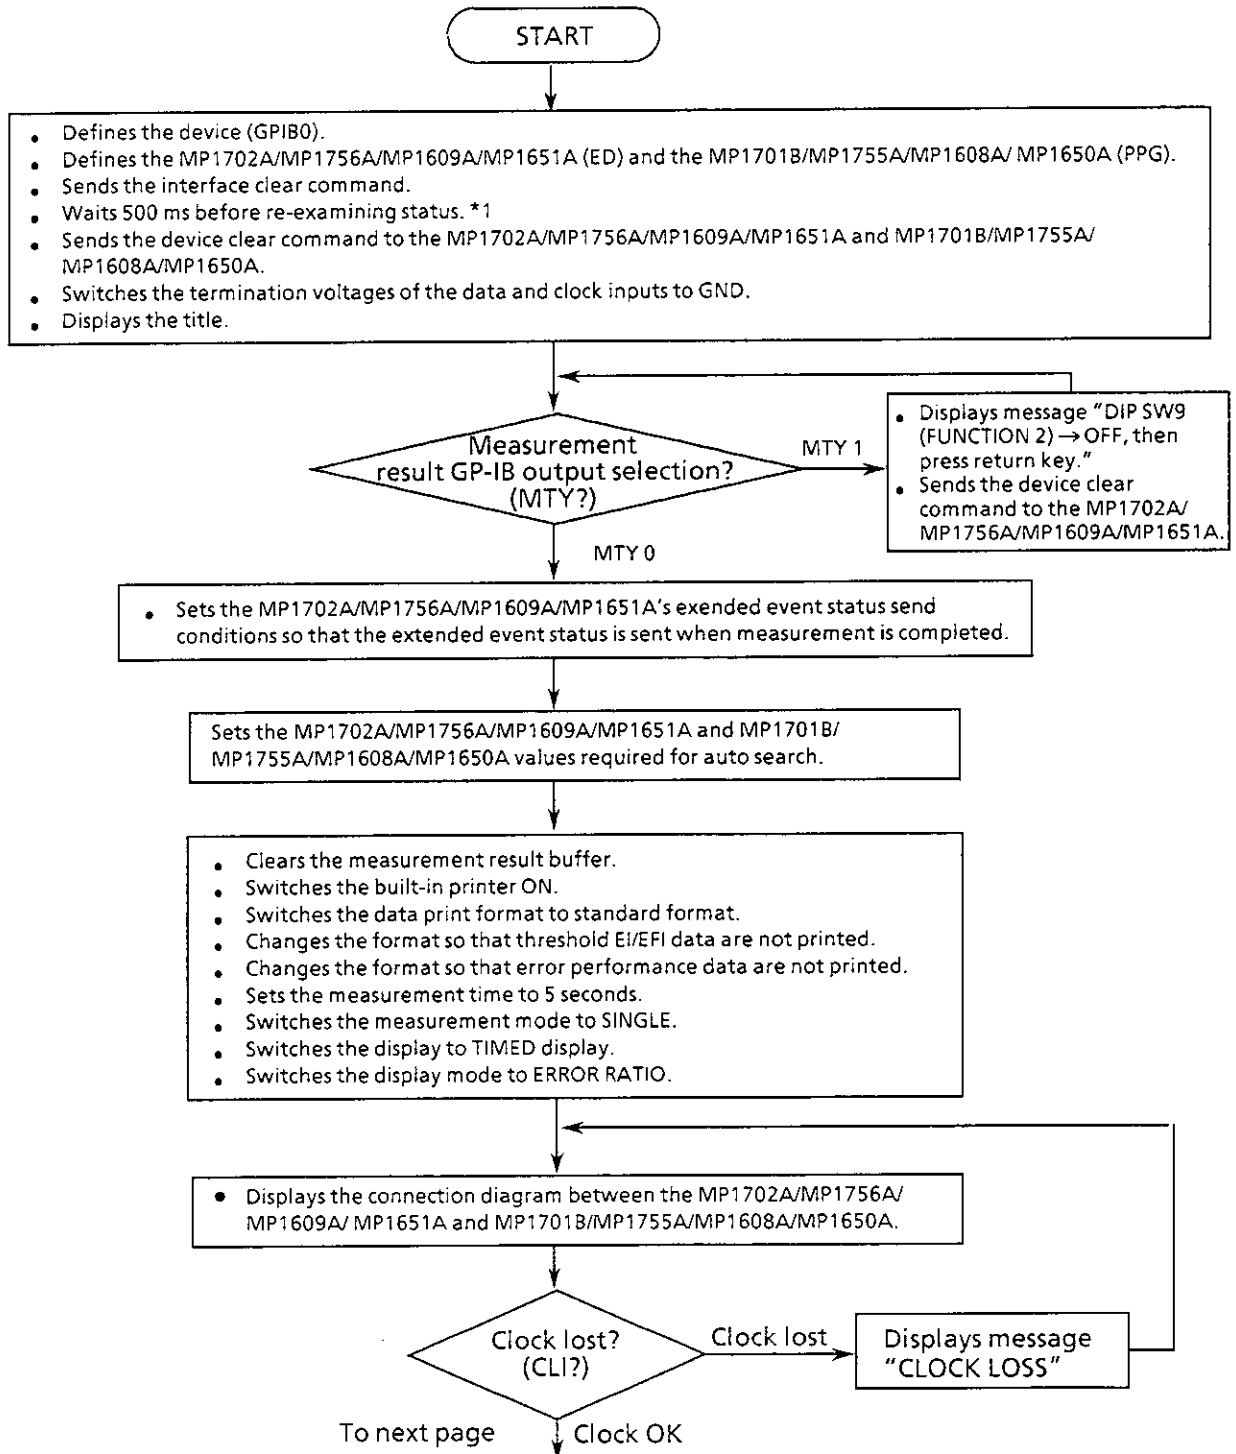 START
• Defines the device (GPIB0).
• Defines the MP1702A/MP1756A/MP1609A/MP1651A (ED) and the MP1701B/MP1755A/MP1608A/ MP1650A (PPG).
• Sends the interface clear command.
• Waits 500 ms before re-examining status. *1
• Sends the device clear command to the MP1702A/MP1756A/MP1609A/MP1651A and MP1701B/MP1755A/
MP1608A/MP1650A.
• Switches the termination voltages of the data and clock inputs to GND.
• Displays the title.
Measurement
result GP-IB output selection?
(MTY?)
MTY 1
• Displays message "DIP SW9
(FUNCTION 2) → OFF, then
press return key."
• Sends the device clear
command to the MP1702A/
MP1756A/MP1609A/MP1651A.
MTY 0
• Sets the MP1702A/MP1756A/MP1609A/MP1651A's exended event status send
conditions so that the extended event status is sent when measurement is completed.
Sets the MP1702A/MP1756A/MP1609A/MP1651A and MP1701B/
MP1755A/MP1608A/MP1650A values required for auto search.
• Clears the measurement result buffer.
• Switches the built-in printer ON.
• Switches the data print format to standard format.
• Changes the format so that threshold EI/EFI data are not printed.
• Changes the format so that error performance data are not printed.
• Sets the measurement time to 5 seconds.
• Switches the measurement mode to SINGLE.
• Switches the display to TIMED display.
• Switches the display mode to ERROR RATIO.
• Displays the connection diagram between the MP1702A/MP1756A/
MP1609A/ MP1651A and MP1701B/MP1755A/MP1608A/MP1650A.
Clock lost?
(CLI?)
Clock lost
Displays message
"CLOCK LOSS"
To next page
Clock OK